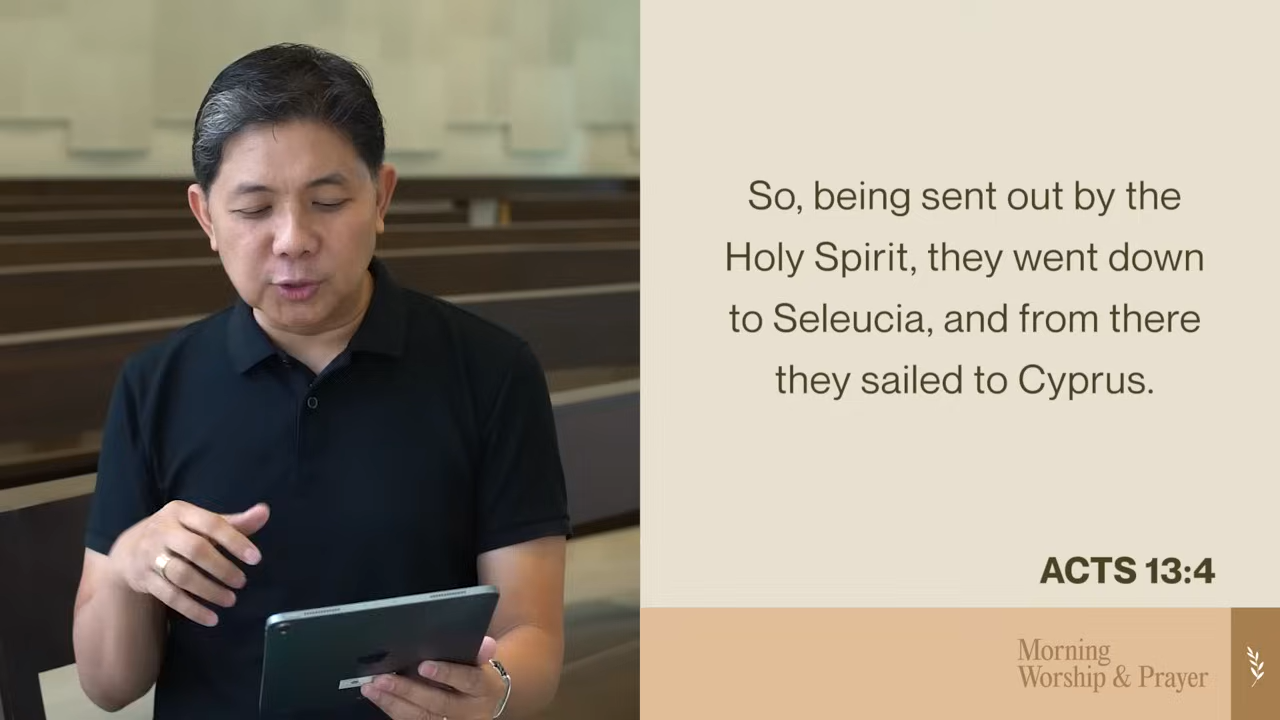 So, being sent out by the
Holy Spirit, they went down
to Seleucia, and from there
they sailed to Cyprus.
ACTS 13:4
Morning
Worship & Prayer